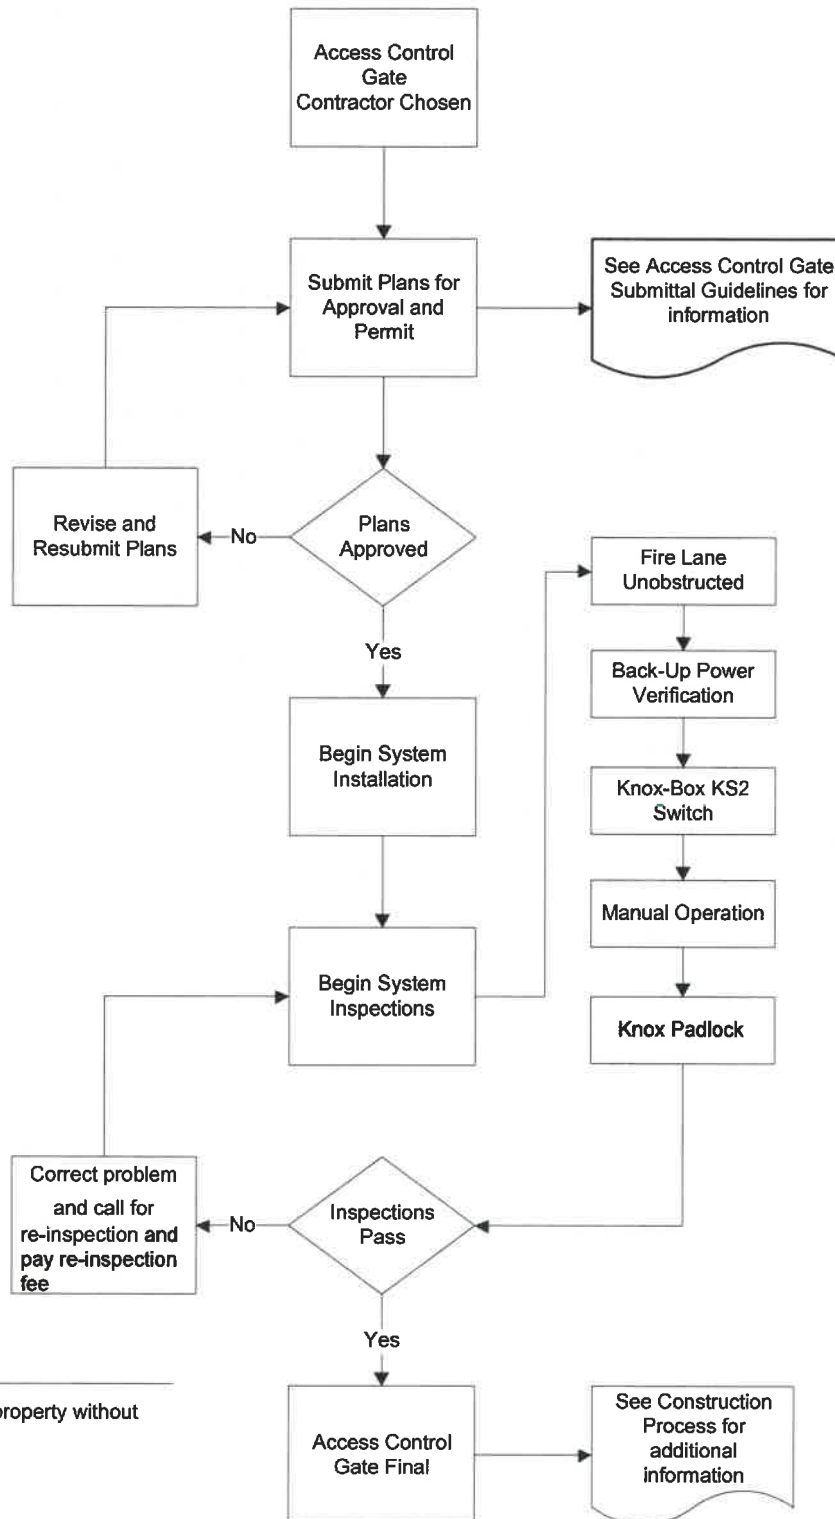 Access Control
Gate
Contractor Chosen
Submit Plans for
Approval and
Permit
See Access Control Gate
Submittal Guidelines for
information
Revise and
Resubmit Plans
No
Plans
Approved
Yes
Fire Lane
Unobstructed
Back-Up Power
Verification
Begin System
Installation
Knox-Box KS2
Switch
Manual Operation
Begin System
Inspections
Knox Padlock
Correct problem
and call for
re-inspection and
pay re-inspection
fee
No
Inspections
Pass
Yes
property without
Access Control
Gate Final
See Construction
Process for
additional
information